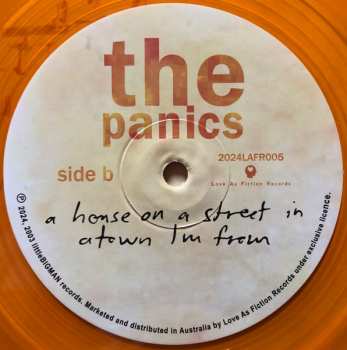 the
panics
side b
2024LAFR005
Love As Fiction Records
a house on a street in
a town I'm from
℗ 2024, 2003 littleBIGMAN records. Marketed and distributed in Australia by Love As Fiction Records under exclusive licence.